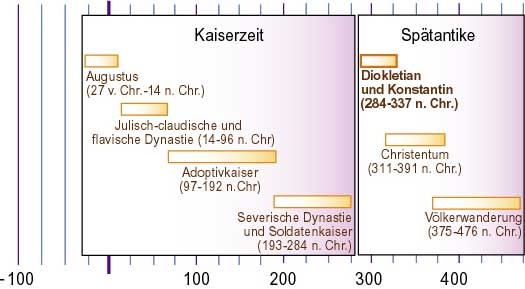 Kaiserzeit
Augustus
(27 v. Chr.-14 n. Chr.)
Julisch-claudische und
flavische Dynastie (14-96 n. Chr)
Adoptivkaiser
(97-192 n.Chr)
Severische Dynastie
und Soldatenkaiser
(193-284 n. Chr.)
Spätantike
Diokletian
und Konstantin
(284-337 n. Chr.)
Christentum
(311-391 n. Chr.)
Völkerwanderung
(375-476 n. Chr.)
-100 100 200 300 400